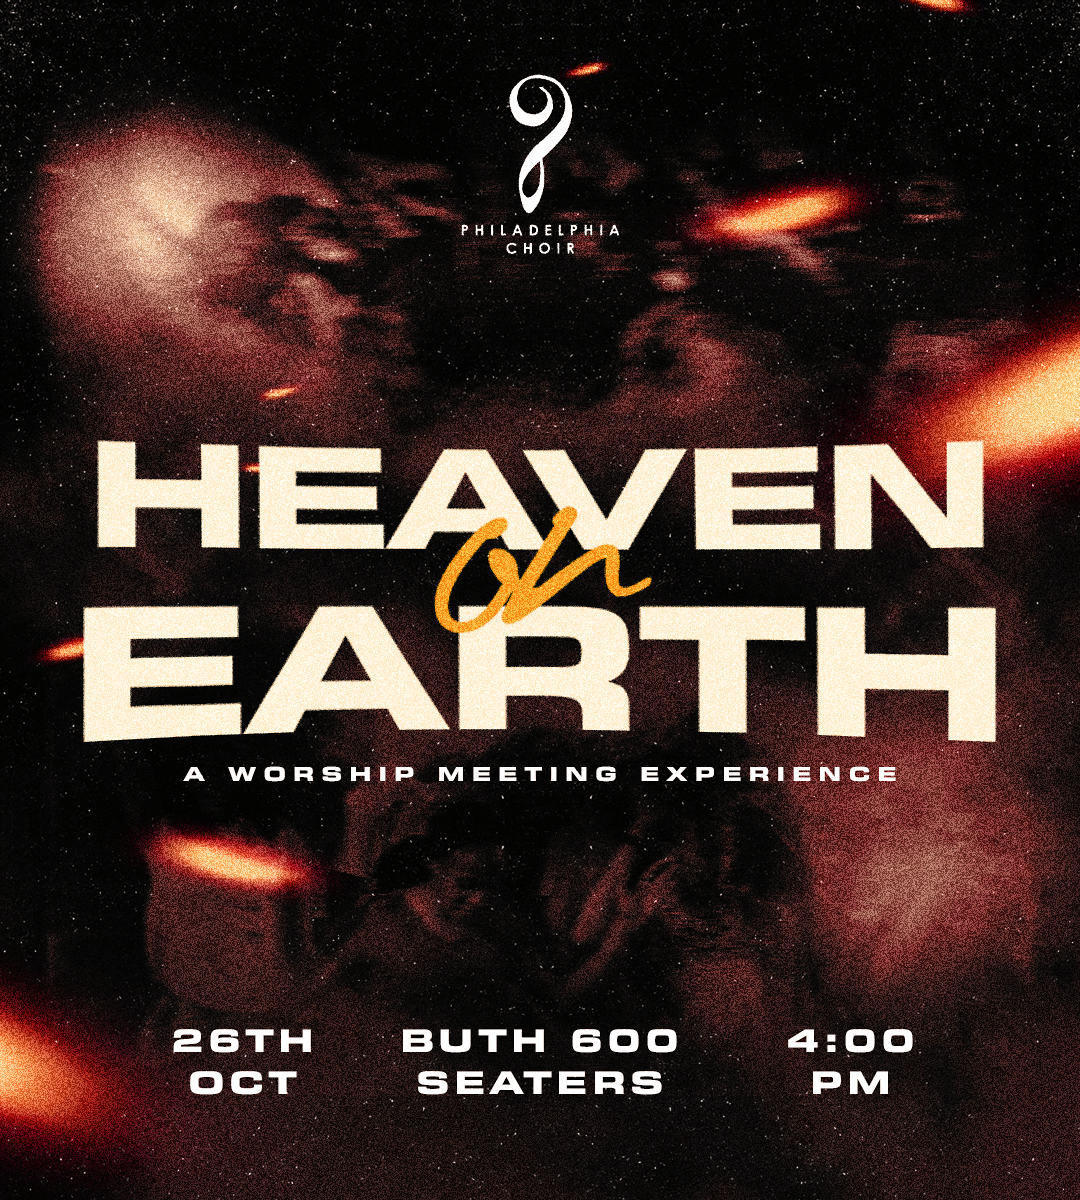 PHILADELPHIA
CHOIR
HEAVEN
on
EARTH
A WORSHIP MEETING EXPERIENCE
26TH
OCT
BUTH 600
SEATERS
4:00
PM